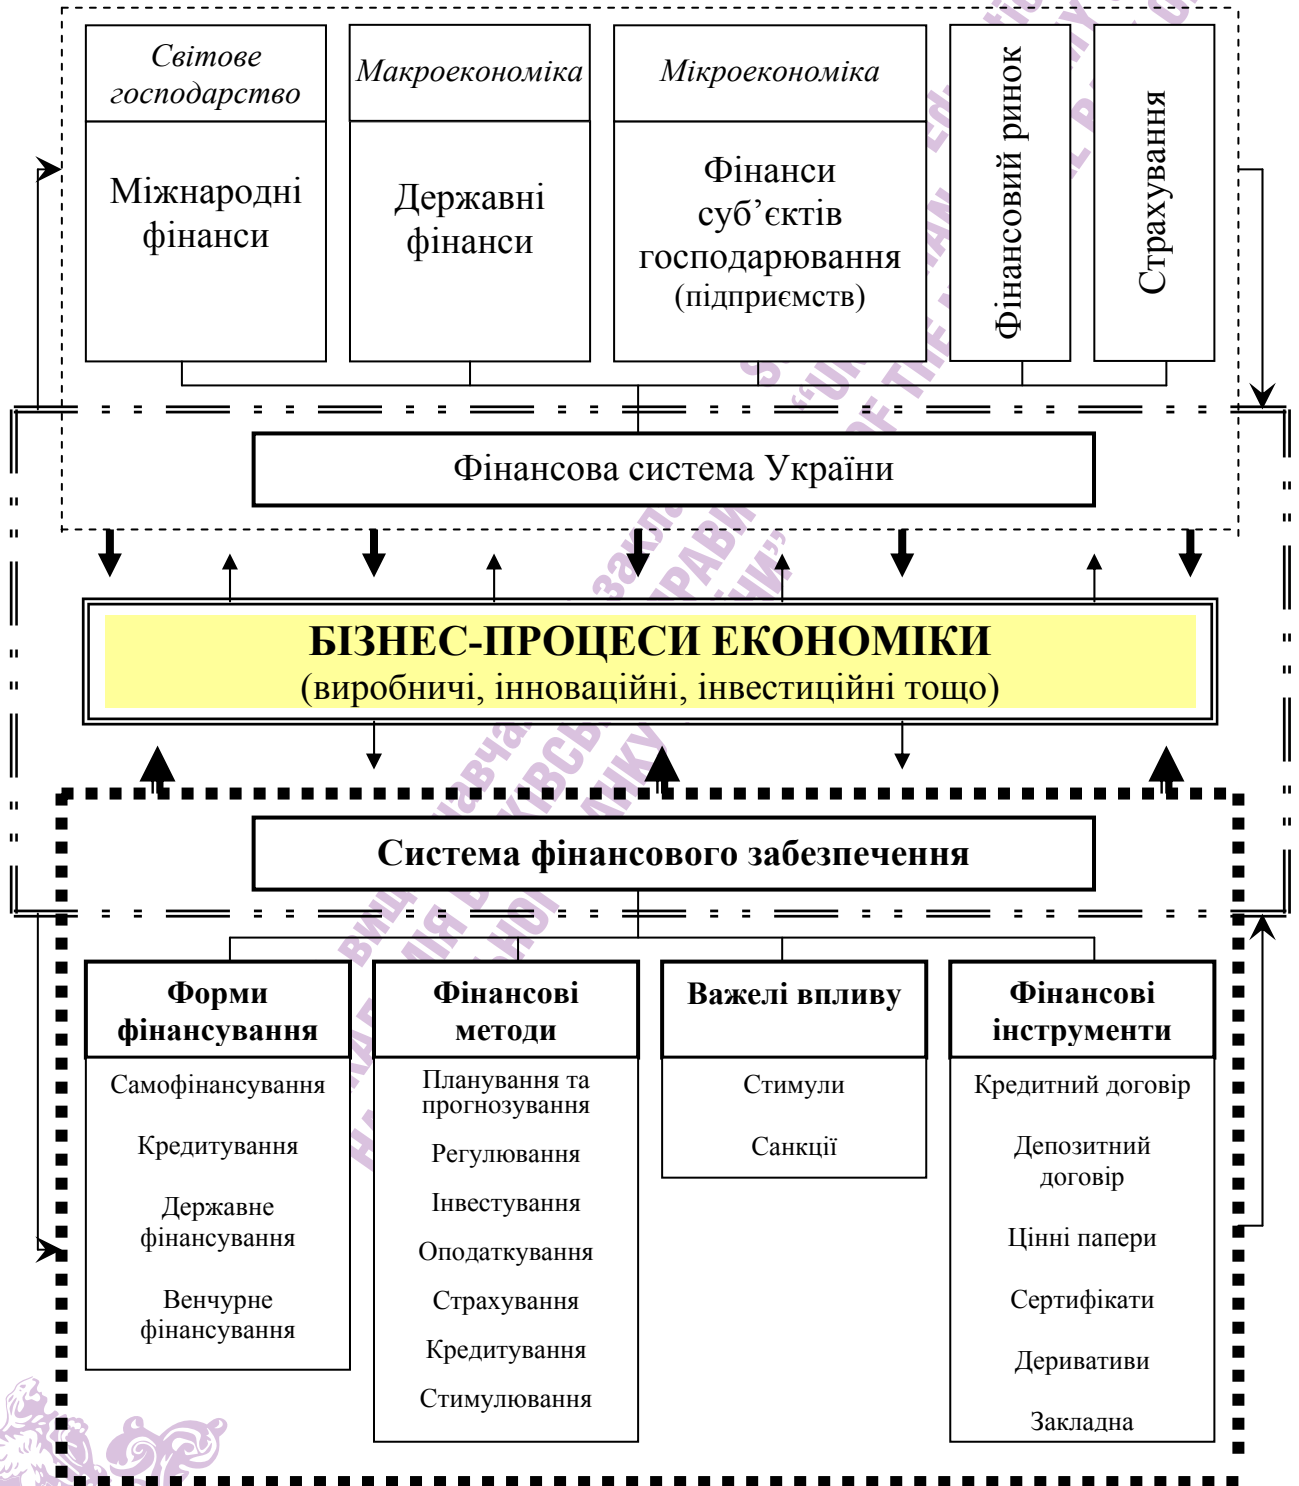 Світове
господарство
Макроекономіка
Мікроекономіка
Міжнародні
фінанси
Державні
фінанси
Фінанси
суб’єктів
господарювання
(підприємств)
Фінансовий ринок
Страхування
Фінансова система України
БІЗНЕС-ПРОЦЕСИ ЕКОНОМІКИ
(виробничі, інноваційні, інвестиційні тощо)
Система фінансового забезпечення
Форми
фінансування
Фінансові
методи
Важелі впливу
Фінансові
інструменти
Самофінансування
Кредитування
Державне
фінансування
Венчурне
фінансування
Планування та
прогнозування
Регулювання
Інвестування
Оподаткування
Страхування
Кредитування
Стимулювання
Стимули
Санкції
Кредитний договір
Депозитний
договір
Цінні папери
Сертифікати
Деривативи
Закладна